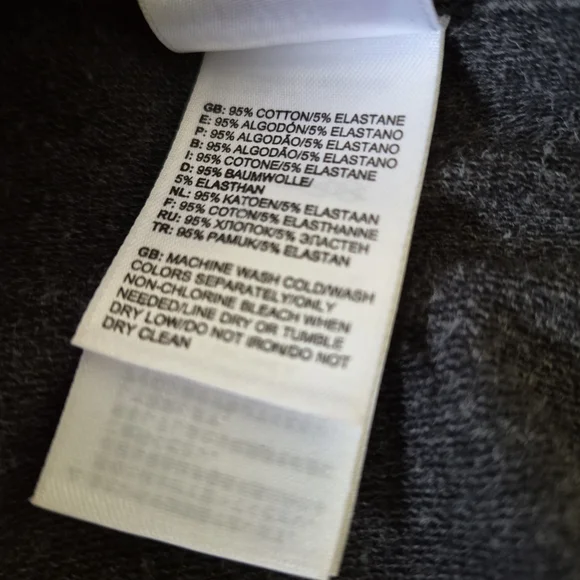 GB: 95% COTTON/5% ELASTANE
E: 95% ALGODÓN/5% ELASTANO
P: 95% ALGODÃO/5% ELASTANO
B: 95% ALGODÃO/5% ELASTANO
I: 95% COTONE/5% ELASTANE
D: 95% BAUMWOLLE/
5% ELASTHAN
NL: 95% KATOEN/5% ELASTAAN
F: 95% COTON/5% ELASTHANNE
RU: 95% ХЛОПОК/5% ЭЛАСТЕН
TR: 95% PAMUK/5% ELASTAN
GB: MACHINE WASH COLD/WASH
COLORS SEPARATELY/ONLY
NON-CHLORINE BLEACH WHEN
NEEDED/LINE DRY OR TUMBLE
DRY LOW/DO NOT IRON/DO NOT
DRY CLEAN